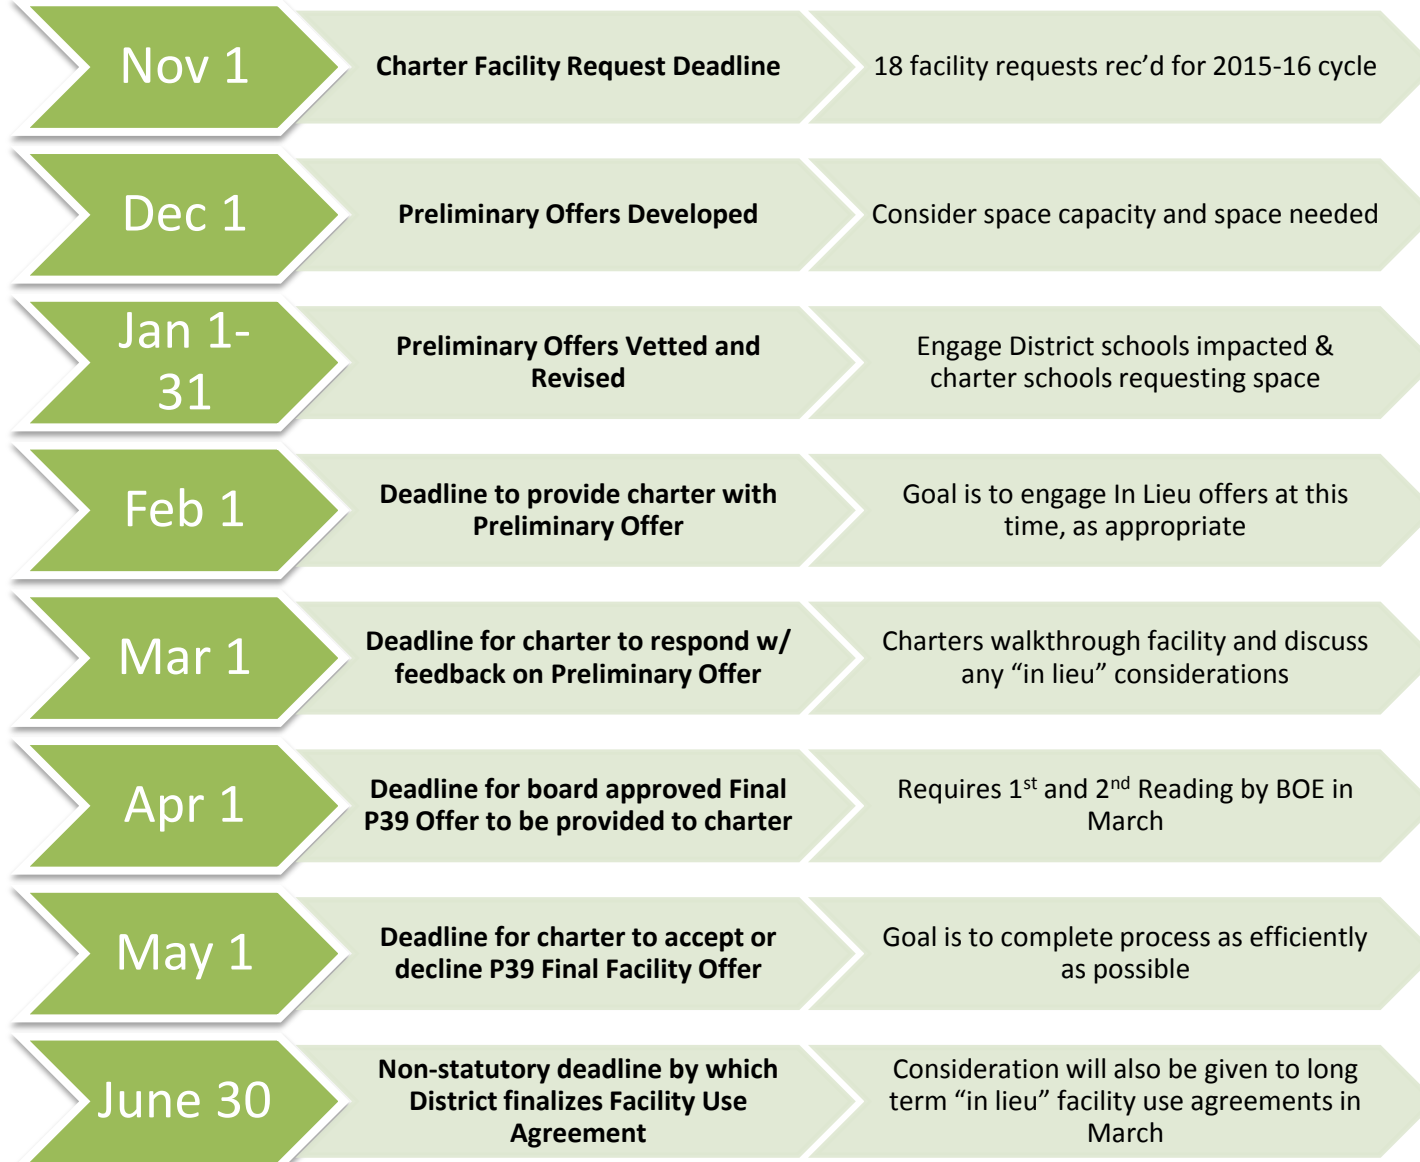 Nov 1
Charter Facility Request Deadline
18 facility requests rec’d for 2015-16 cycle
Dec 1
Preliminary Offers Developed
Consider space capacity and space needed
Jan 1-
31
Preliminary Offers Vetted and
Revised
Engage District schools impacted &
charter schools requesting space
Feb 1
Deadline to provide charter with
Preliminary Offer
Goal is to engage In Lieu offers at this
time, as appropriate
Mar 1
Deadline for charter to respond w/
feedback on Preliminary Offer
Charters walkthrough facility and discuss
any “in lieu” considerations
Apr 1
Deadline for board approved Final
P39 Offer to be provided to charter
Requires 1st and 2nd Reading by BOE in
March
May 1
Deadline for charter to accept or
decline P39 Final Facility Offer
Goal is to complete process as efficiently
as possible
June 30
Non-statutory deadline by which
District finalizes Facility Use
Agreement
Consideration will also be given to long
term “in lieu” facility use agreements in
March